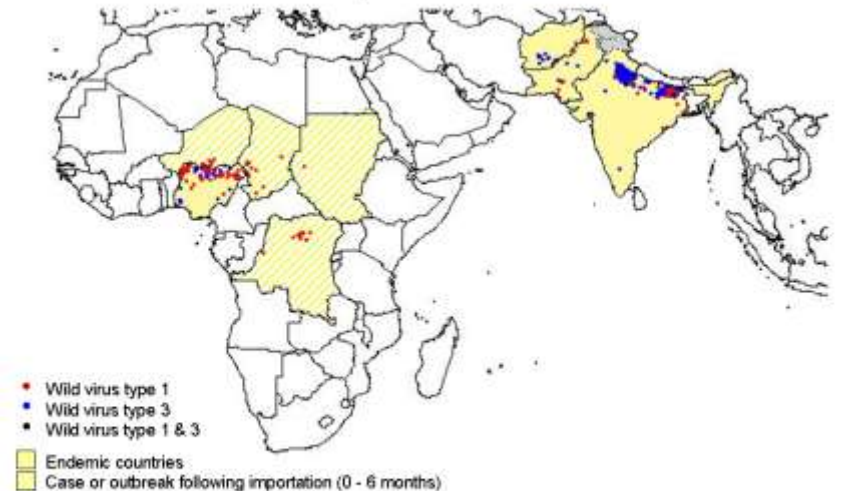 Wild virus type 1
Wild virus type 3
Wild virus type 1 & 3
Endemic countries
Case or outbreak following importation (0 - 6 months)